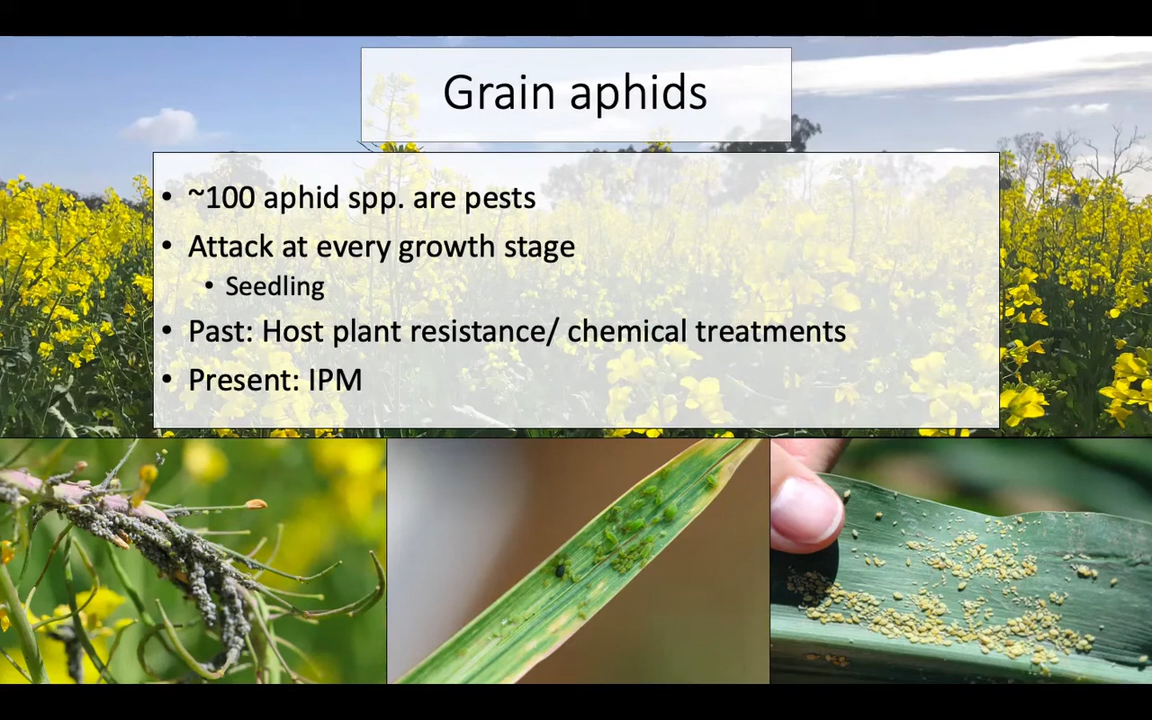 Grain aphids
• ~100 aphid spp. are pests
• Attack at every growth stage
• Seedling
• Past: Host plant resistance/ chemical treatments
• Present: IPM